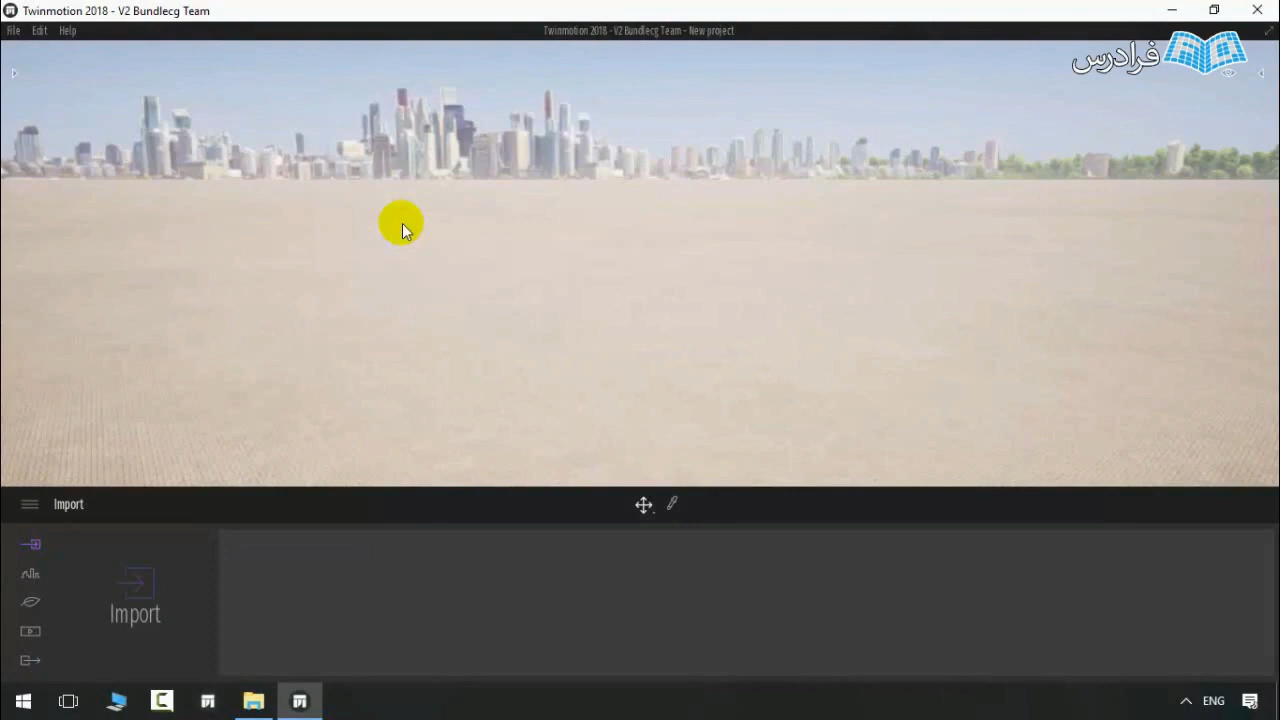 Twinmotion 2018 - V2 Bundlecg Team
File Edit Help
Twinmotion 2018 - V2 Bundlecg Team - New project
فرادرس
Import
Import
ENG